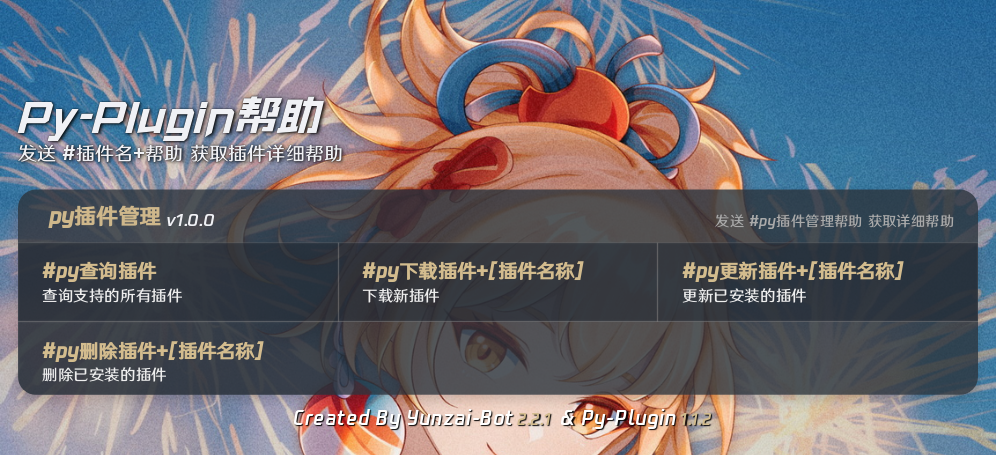 Py-Plugin帮助
发送 #插件名+帮助 获取插件详细帮助
py插件管理 v1.0.0 发送 #py插件管理帮助 获取详细帮助
#py查询插件 #py下载插件+[插件名称] #py更新插件+[插件名称]
查询支持的所有插件 下载新插件 更新已安装的插件
#py删除插件+[插件名称]
删除已安装的插件
Created By Yunzai-Bot 2.2.1 & Py-Plugin 1.1.2